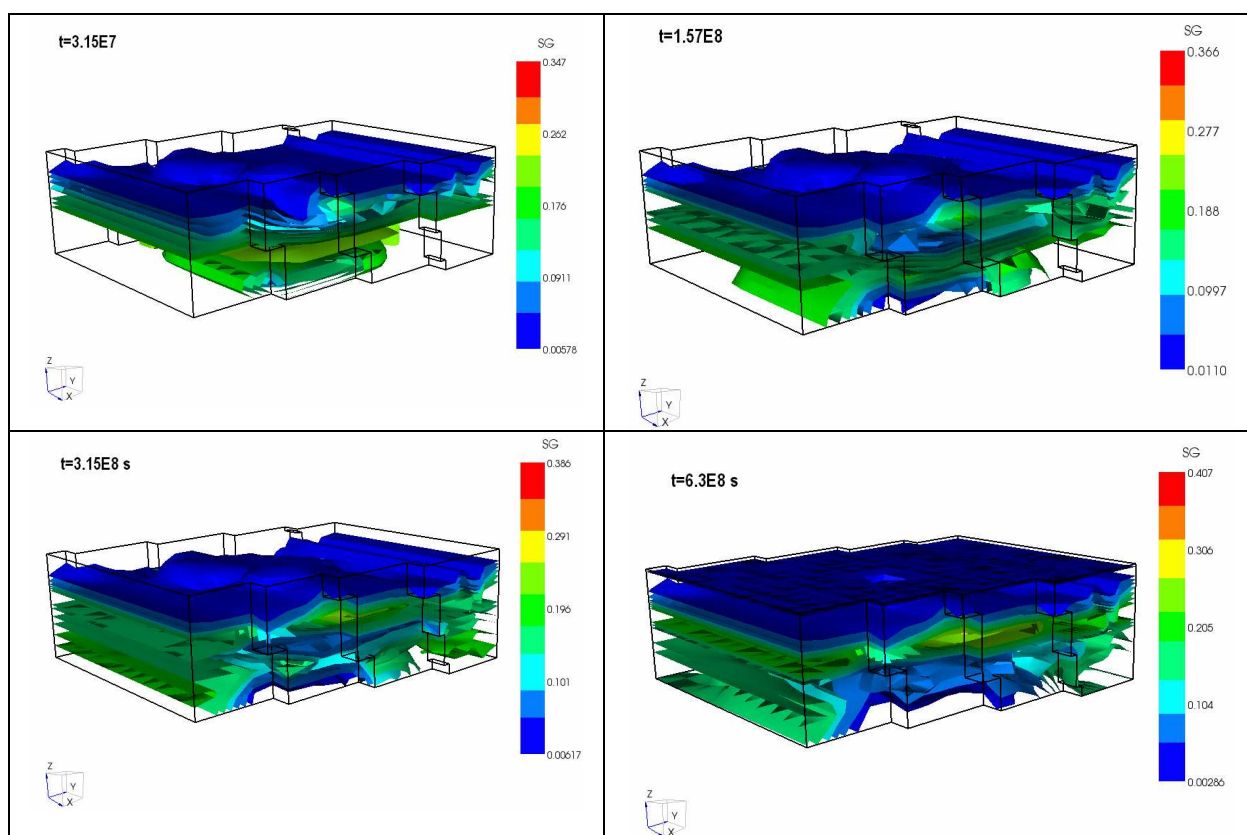 t=3.15E7
SG
0.347
0.262
0.176
0.0911
0.00578
Z
Y
X
t=1.57E8
SG
0.366
0.277
0.188
0.0997
0.0110
Z
Y
X
t=3.15E8 s
SG
0.386
0.291
0.196
0.101
0.00617
Z
Y
X
t=6.3E8 s
SG
0.407
0.306
0.205
0.104
0.00286
Z
Y
X